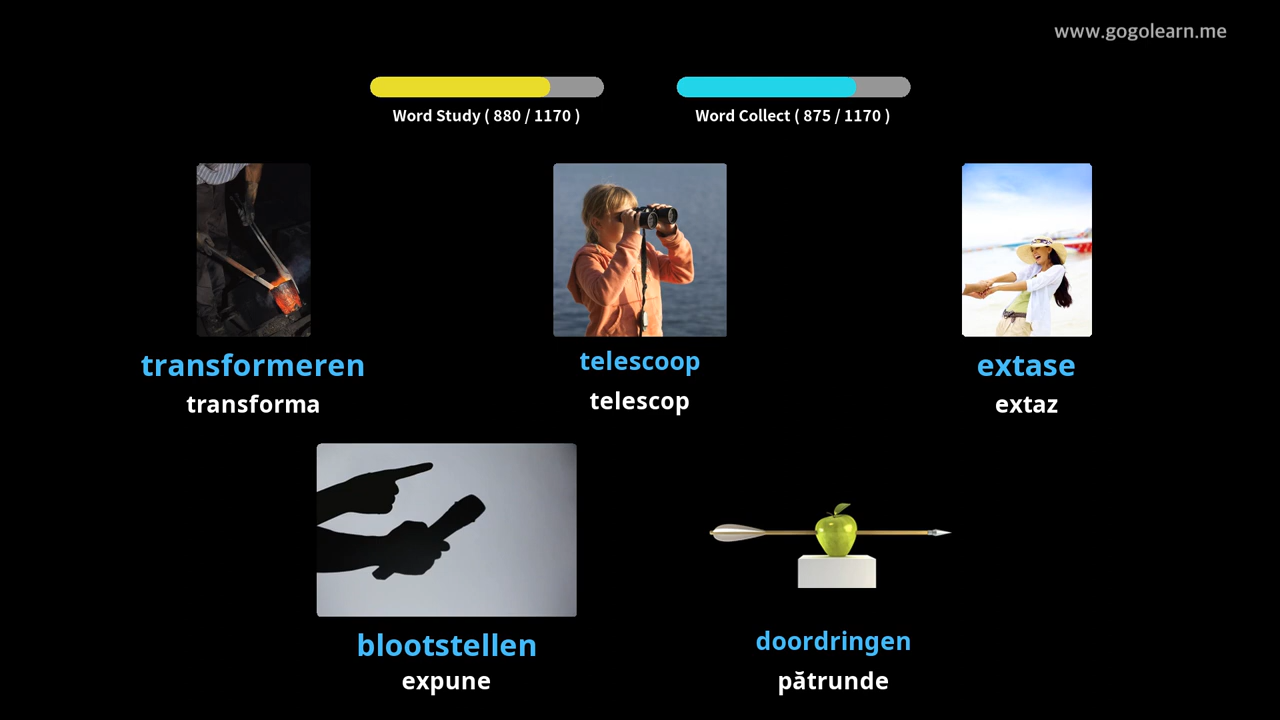 www.gogolearn.me
Word Study ( 880 / 1170 )
Word Collect ( 875 / 1170 )
transformeren
transforma
telescoop
telescop
extase
extaz
blootstellen
expune
doordringen
pătrunde